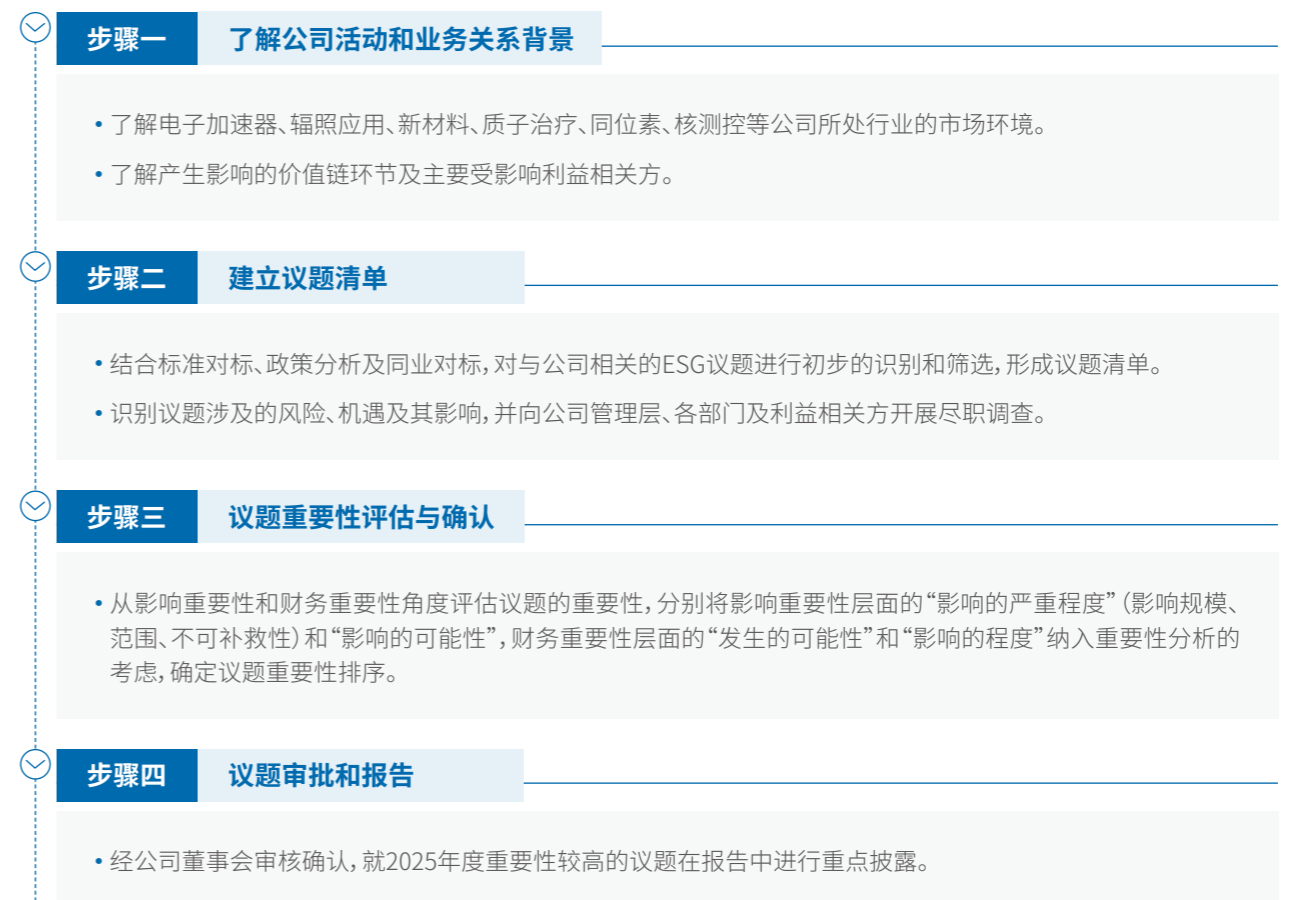 步骤一 了解公司活动和业务关系背景
• 了解电子加速器、辐照应用、新材料、质子治疗、同位素、核测控等公司所处行业的市场环境。
• 了解产生影响的价值链环节及主要受影响利益相关方。
步骤二 建立议题清单
• 结合标准对标、政策分析及同业对标，对与公司相关的ESG议题进行初步的识别和筛选，形成议题清单。
• 识别议题涉及的风险、机遇及其影响，并向公司管理层、各部门及利益相关方开展尽职调查。
步骤三 议题重要性评估与确认
• 从影响重要性和财务重要性角度评估议题的重要性，分别将影响重要性层面的“影响的严重程度”（影响规模、
范围、不可补救性）和“影响的可能性”，财务重要性层面的“发生的可能性”和“影响的程度”纳入重要性分析的
考虑，确定议题重要性排序。
步骤四 议题审批和报告
• 经公司董事会审核确认，就2025年度重要性较高的议题在报告中进行重点披露。